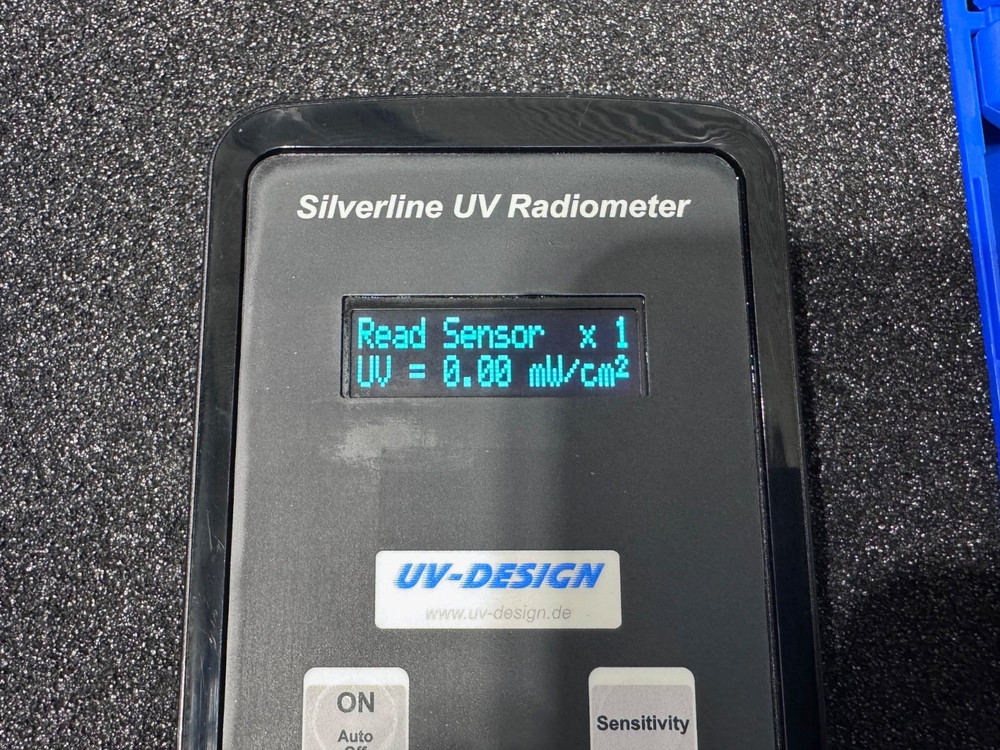 Silverline UV Radiometer
Read Sensor x 1
UV = 0.00 mW/cm²
UV-DESIGN
www.uv-design.de
ON
Auto
Off
Sensitivity